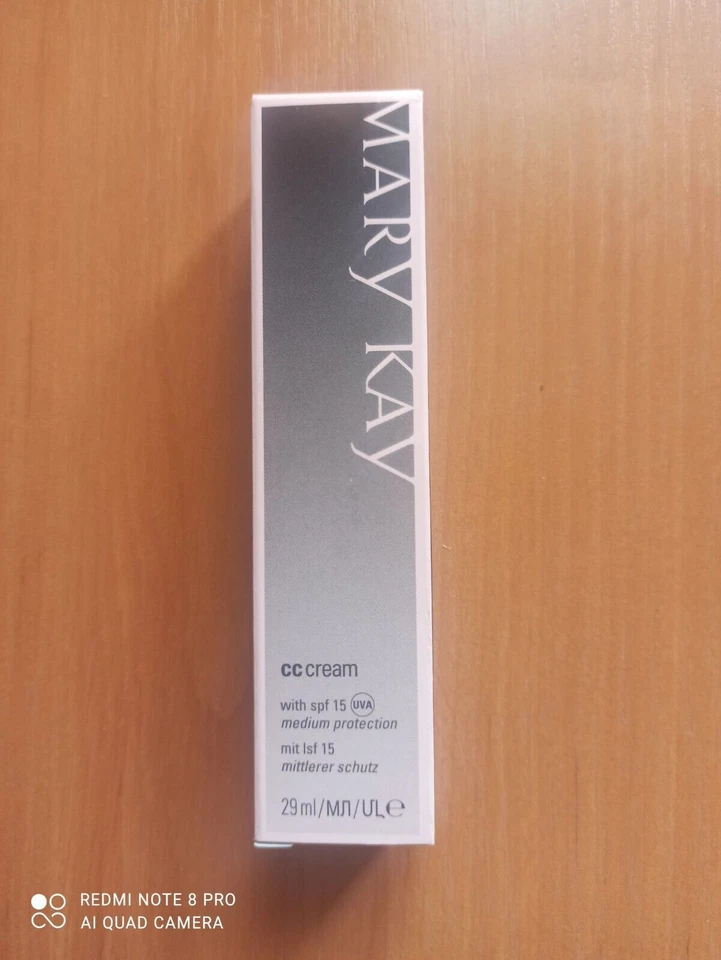 MARY KAY
cc cream
with spf 15 UVA
medium protection
mit lsf 15
mittlerer schutz
29 ml/МЛ/ՄԼ ℮
REDMI NOTE 8 PRO
AI QUAD CAMERA